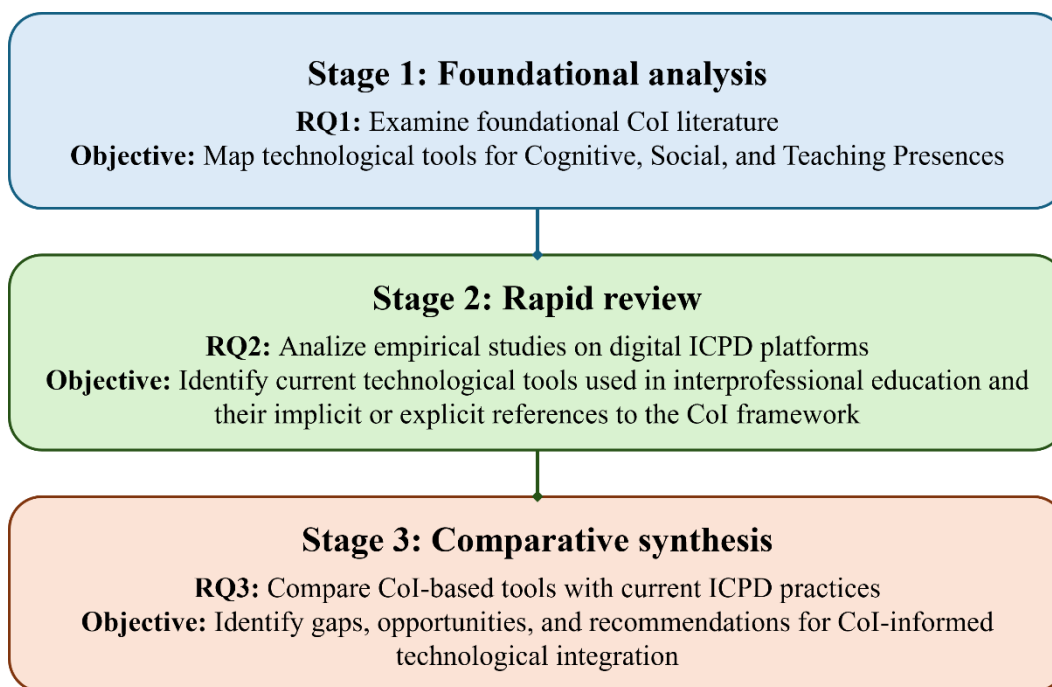 Stage 1: Foundational analysis
RQ1: Examine foundational CoI literature
Objective: Map technological tools for Cognitive, Social, and Teaching Presences
Stage 2: Rapid review
RQ2: Analize empirical studies on digital ICPD platforms
Objective: Identify current technological tools used in interprofessional education and
their implicit or explicit references to the CoI framework
Stage 3: Comparative synthesis
RQ3: Compare CoI-based tools with current ICPD practices
Objective: Identify gaps, opportunities, and recommendations for CoI-informed
technological integration